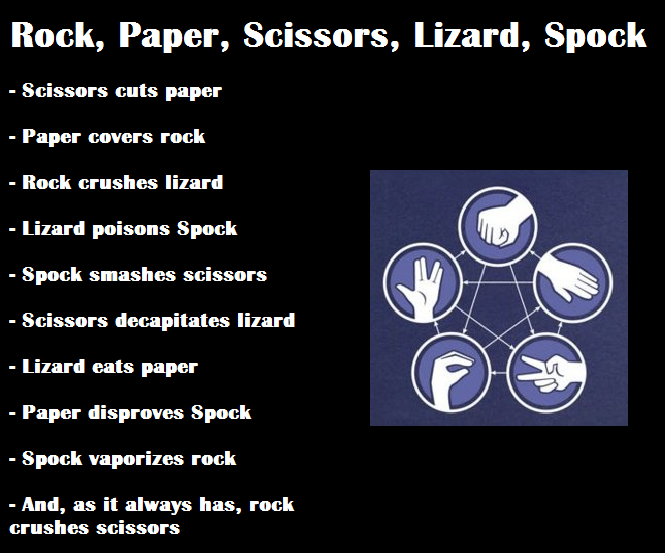 Rock, Paper, Scissors, Lizard, Spock
- Scissors cuts paper
- Paper covers rock
- Rock crushes lizard
- Lizard poisons Spock
- Spock smashes scissors
- Scissors decapitates lizard
- Lizard eats paper
- Paper disproves Spock
- Spock vaporizes rock
- And, as it always has, rock
crushes scissors